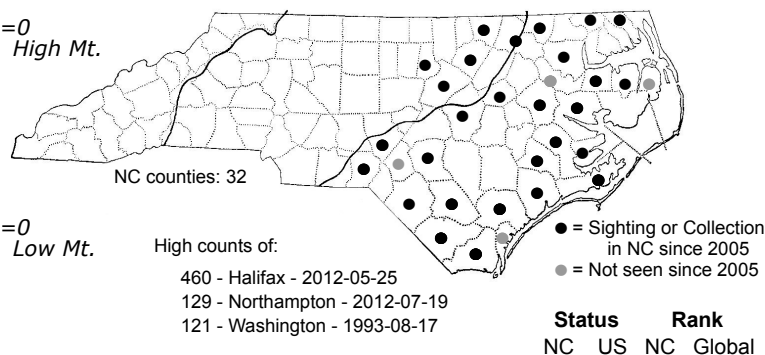 =0
High Mt.
NC counties: 32
=0
Low Mt.
High counts of:
460 - Halifax - 2012-05-25
129 - Northampton - 2012-07-19
121 - Washington - 1993-08-17
= Sighting or Collection
in NC since 2005
= Not seen since 2005
Status Rank
NC US NC Global